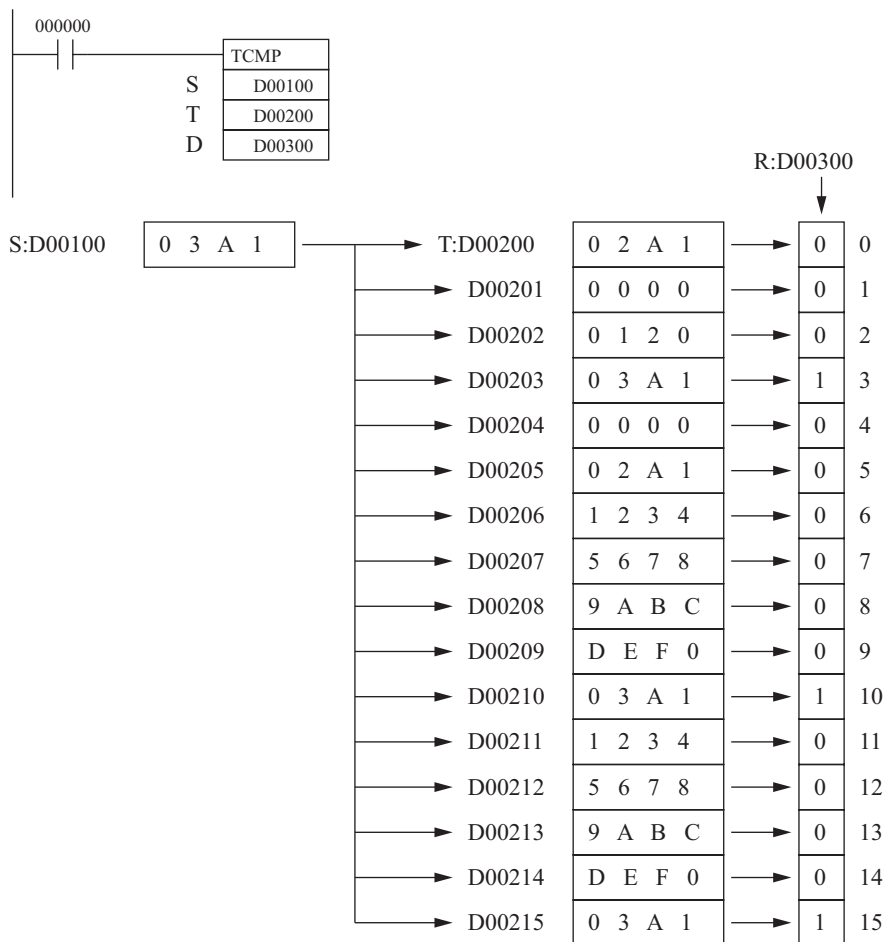 000000
TCMP
S D00100
T D00200
D D00300
R:D00300
S:D00100 0 3 A 1 T:D00200 0 2 A 1 0 0
D00201 0 0 0 0 0 1
D00202 0 1 2 0 0 2
D00203 0 3 A 1 1 3
D00204 0 0 0 0 0 4
D00205 0 2 A 1 0 5
D00206 1 2 3 4 0 6
D00207 5 6 7 8 0 7
D00208 9 A B C 0 8
D00209 D E F 0 0 9
D00210 0 3 A 1 1 10
D00211 1 2 3 4 0 11
D00212 5 6 7 8 0 12
D00213 9 A B C 0 13
D00214 D E F 0 0 14
D00215 0 3 A 1 1 15